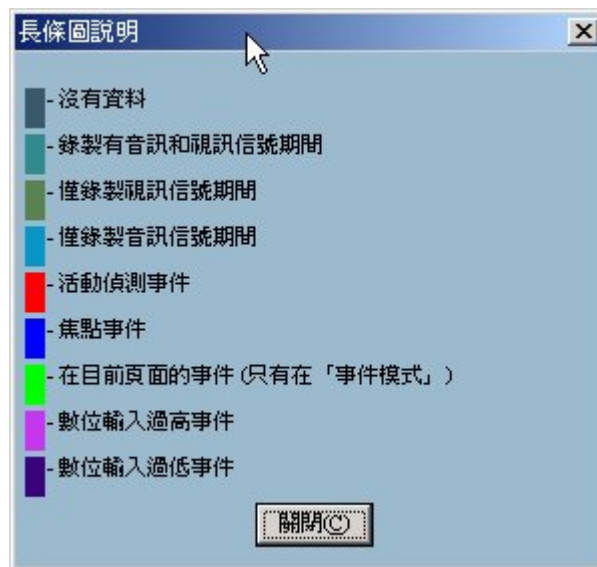 長條圖說明
- 沒有資料
- 錄製有音訊和視訊信號期間
- 僅錄製視訊信號期間
- 僅錄製音訊信號期間
- 活動偵測事件
- 焦點事件
- 在目前頁面的事件 (只有在「事件模式」)
- 數位輸入過高事件
- 數位輸入過低事件
關閉(C)